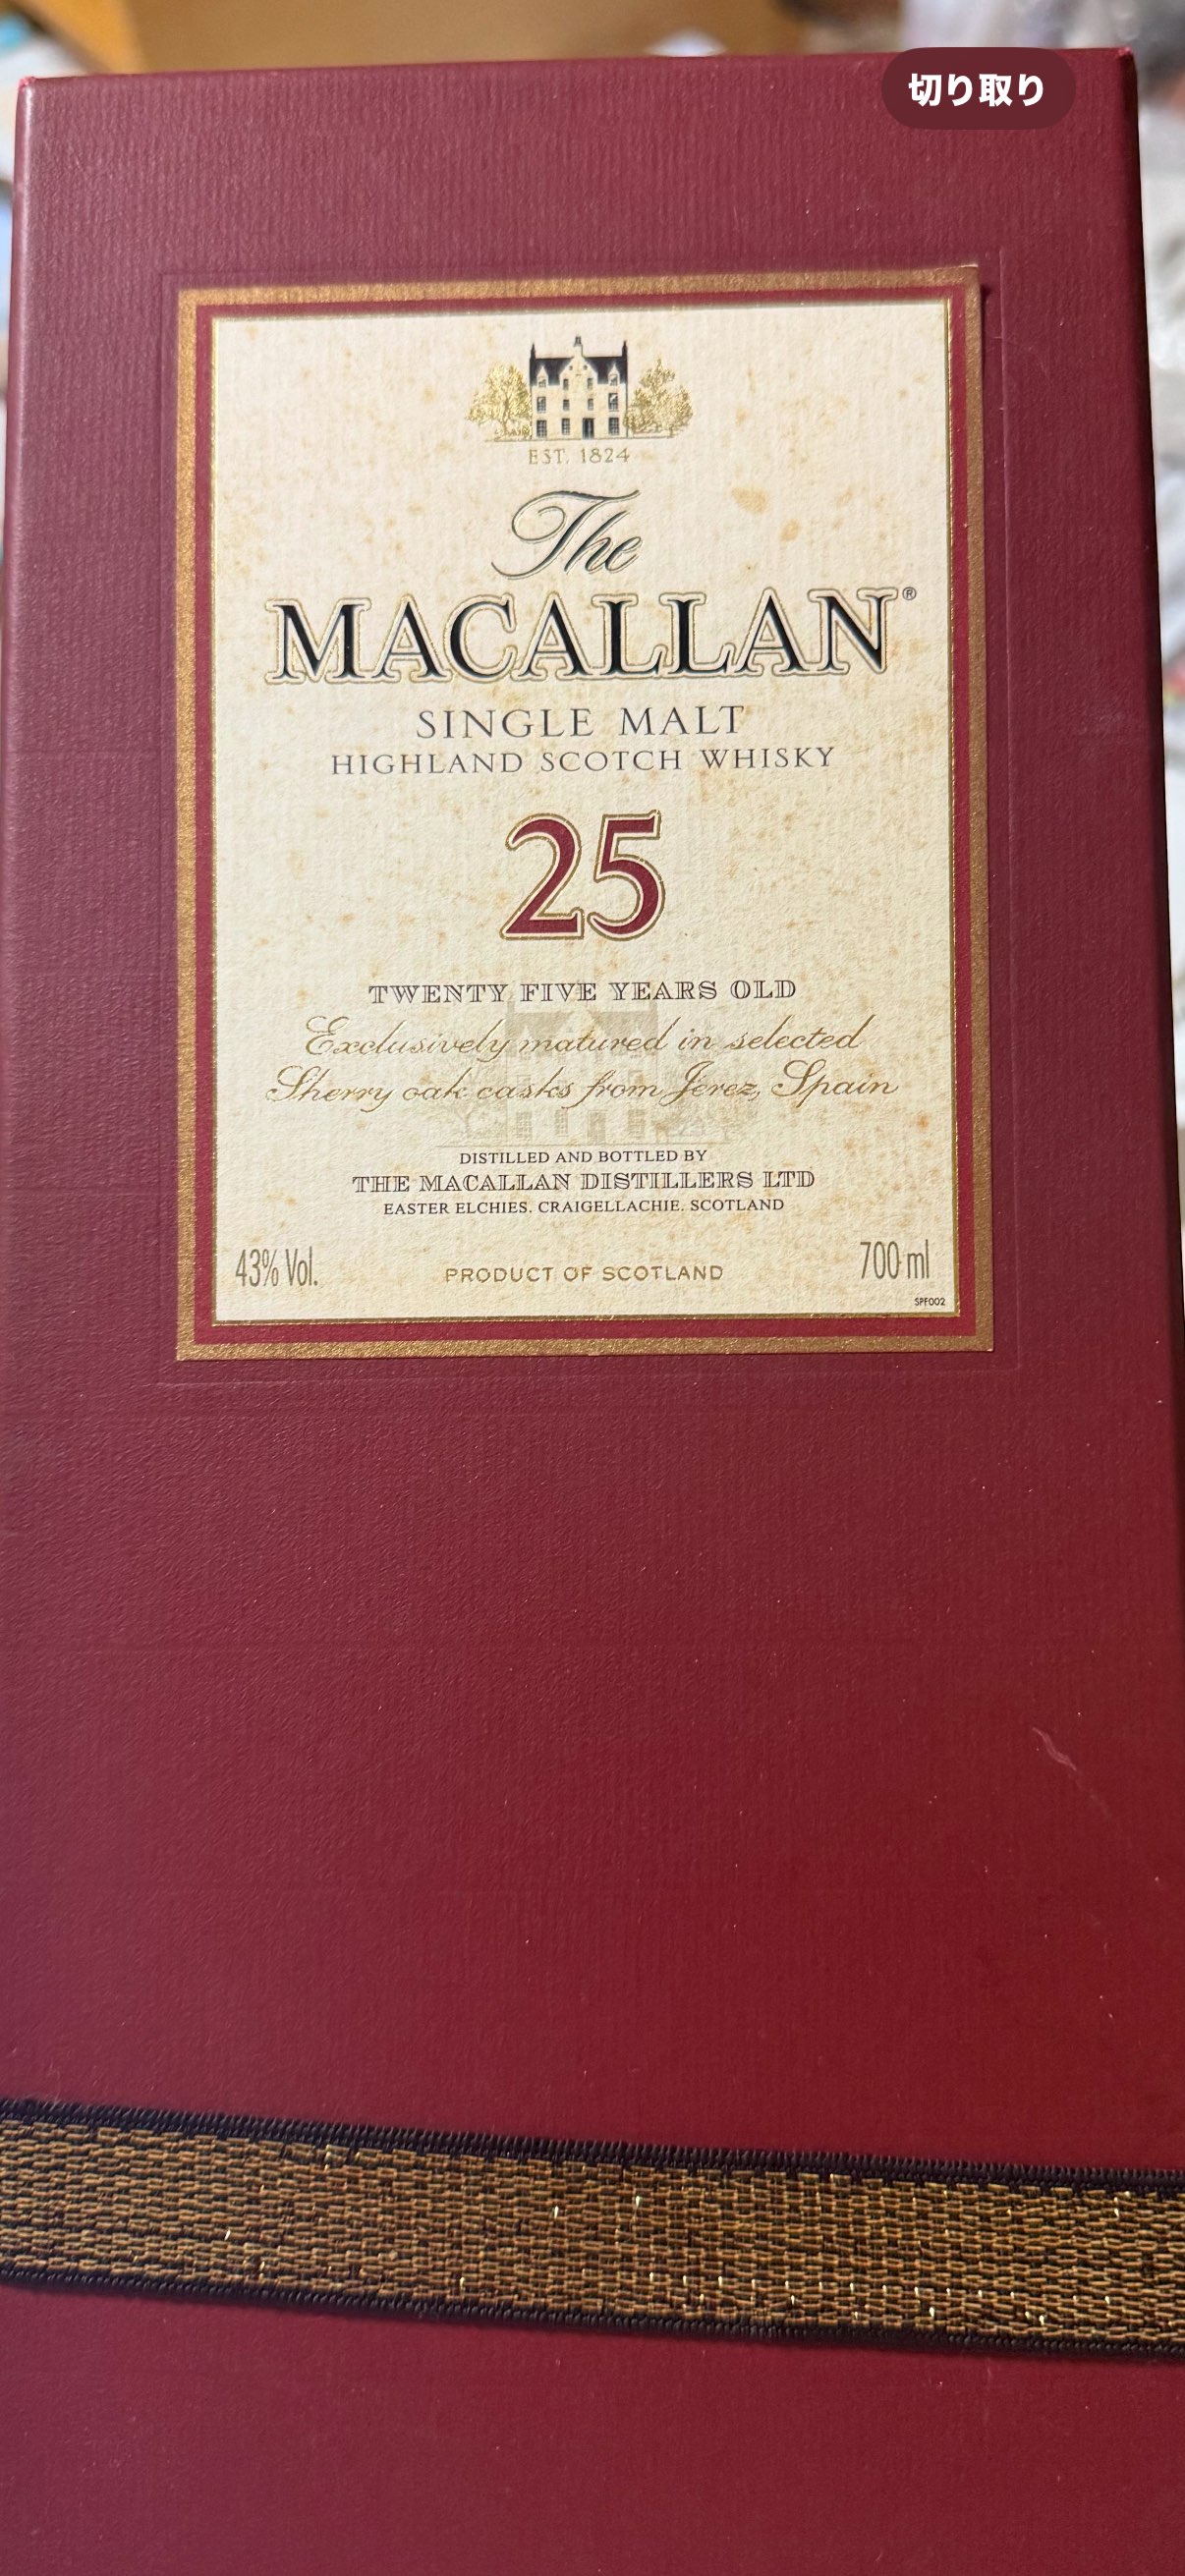 切り取り
EST. 1824
The
MACALLAN®
SINGLE MALT
HIGHLAND SCOTCH WHISKY
25
TWENTY FIVE YEARS OLD
Exclusively matured in selected
Sherry oak casks from Jerez, Spain
DISTILLED AND BOTTLED BY
THE MACALLAN DISTILLERS LTD
EASTER ELCHIES. CRAIGELLACHIE. SCOTLAND
43% Vol.
PRODUCT OF SCOTLAND
700 ml
SPF002